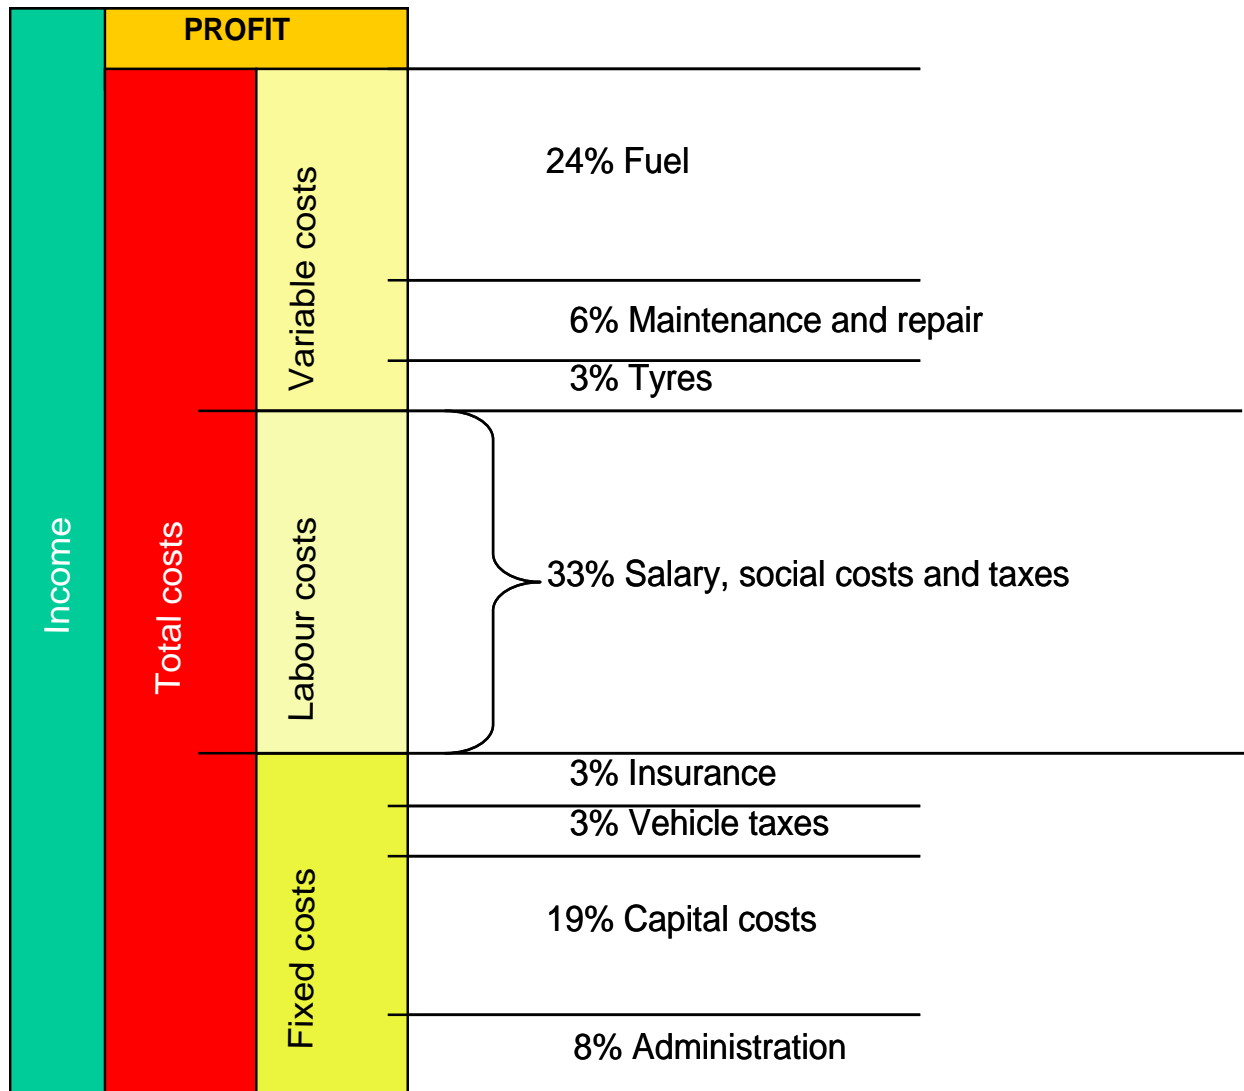 PROFIT
Income
Total costs
Variable costs
24% Fuel
6% Maintenance and repair
3% Tyres
Labour costs
33% Salary, social costs and taxes
Fixed costs
3% Insurance
3% Vehicle taxes
19% Capital costs
8% Administration